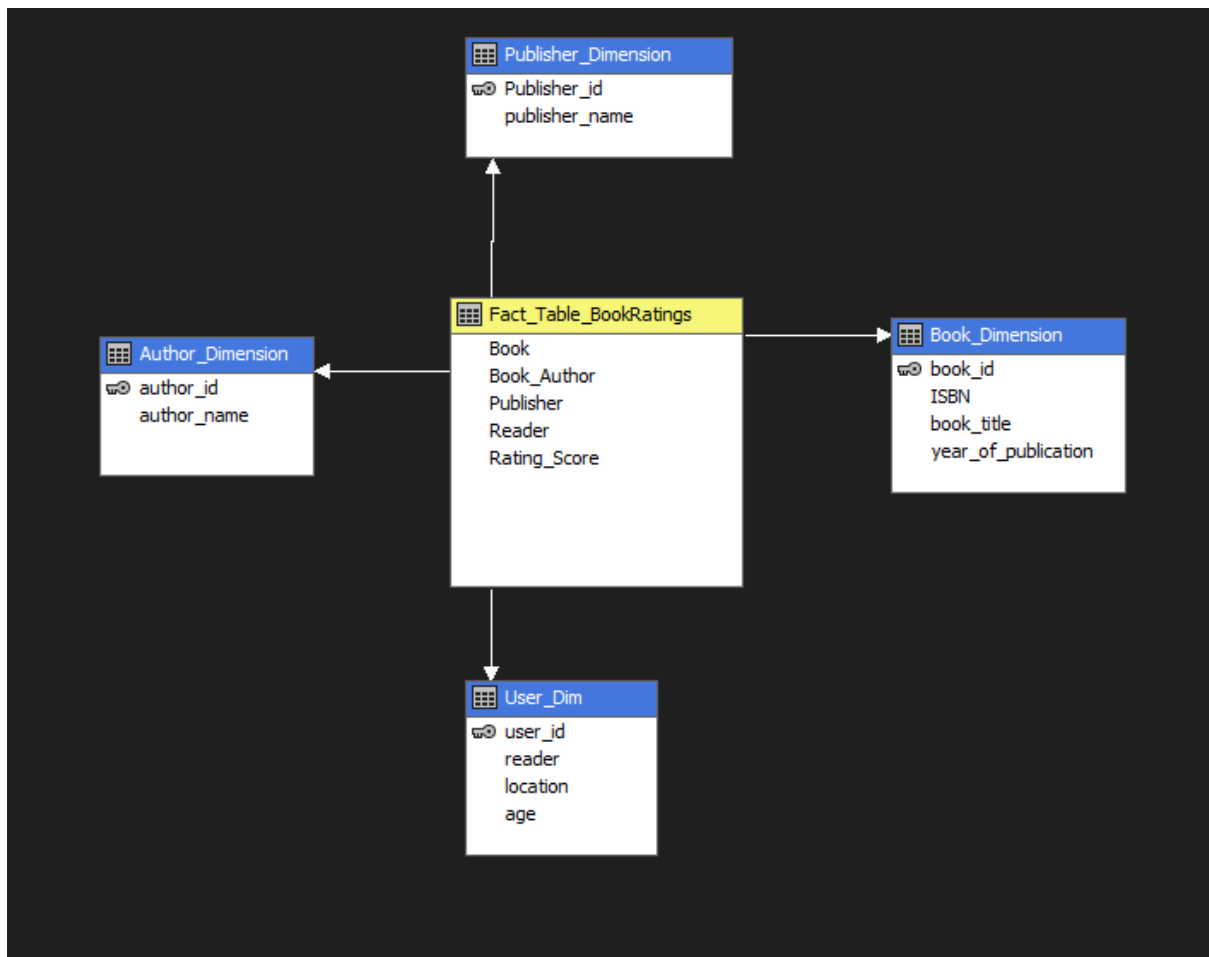 Publisher_Dimension
Publisher_id
publisher_name
Fact_Table_BookRatings
Book
Book_Author
Publisher
Reader
Rating_Score
Author_Dimension
author_id
author_name
Book_Dimension
book_id
ISBN
book_title
year_of_publication
User_Dim
user_id
reader
location
age